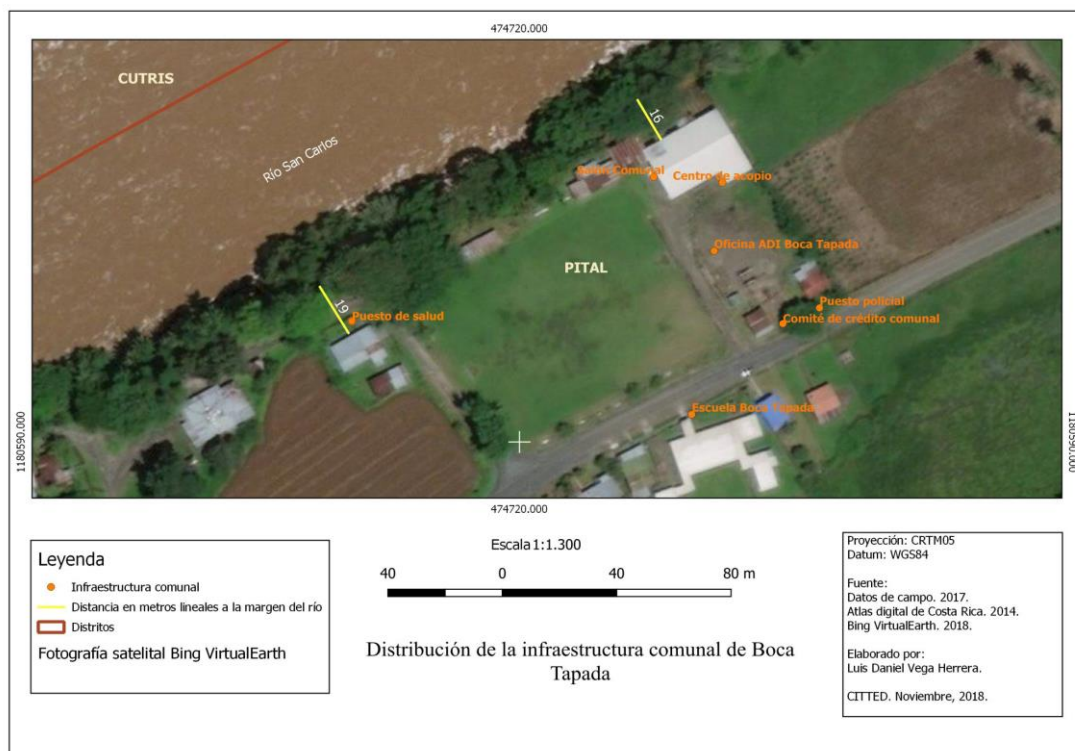 474720.000
CUTRIS
Río San Carlos
16
Salón Comunal
Centro de acopio
PITAL
Oficina ADI Boca Tapada
19
Puesto de salud
Puesto policial
Comité de crédito comunal
Escuela Boca Tapada
1180590.000
1180590.000
474720.000
Leyenda
Infraestructura comunal
Distancia en metros lineales a la margen del río
Distritos
Fotografía satelital Bing VirtualEarth
Escala 1:1.300
40 0 40 80 m
Distribución de la infraestructura comunal de Boca
Tapada
Proyección: CRTM05
Datum: WGS84
Fuente:
Datos de campo. 2017.
Atlas digital de Costa Rica. 2014.
Bing VirtualEarth. 2018.
Elaborado por:
Luis Daniel Vega Herrera.
CITTED. Noviembre, 2018.